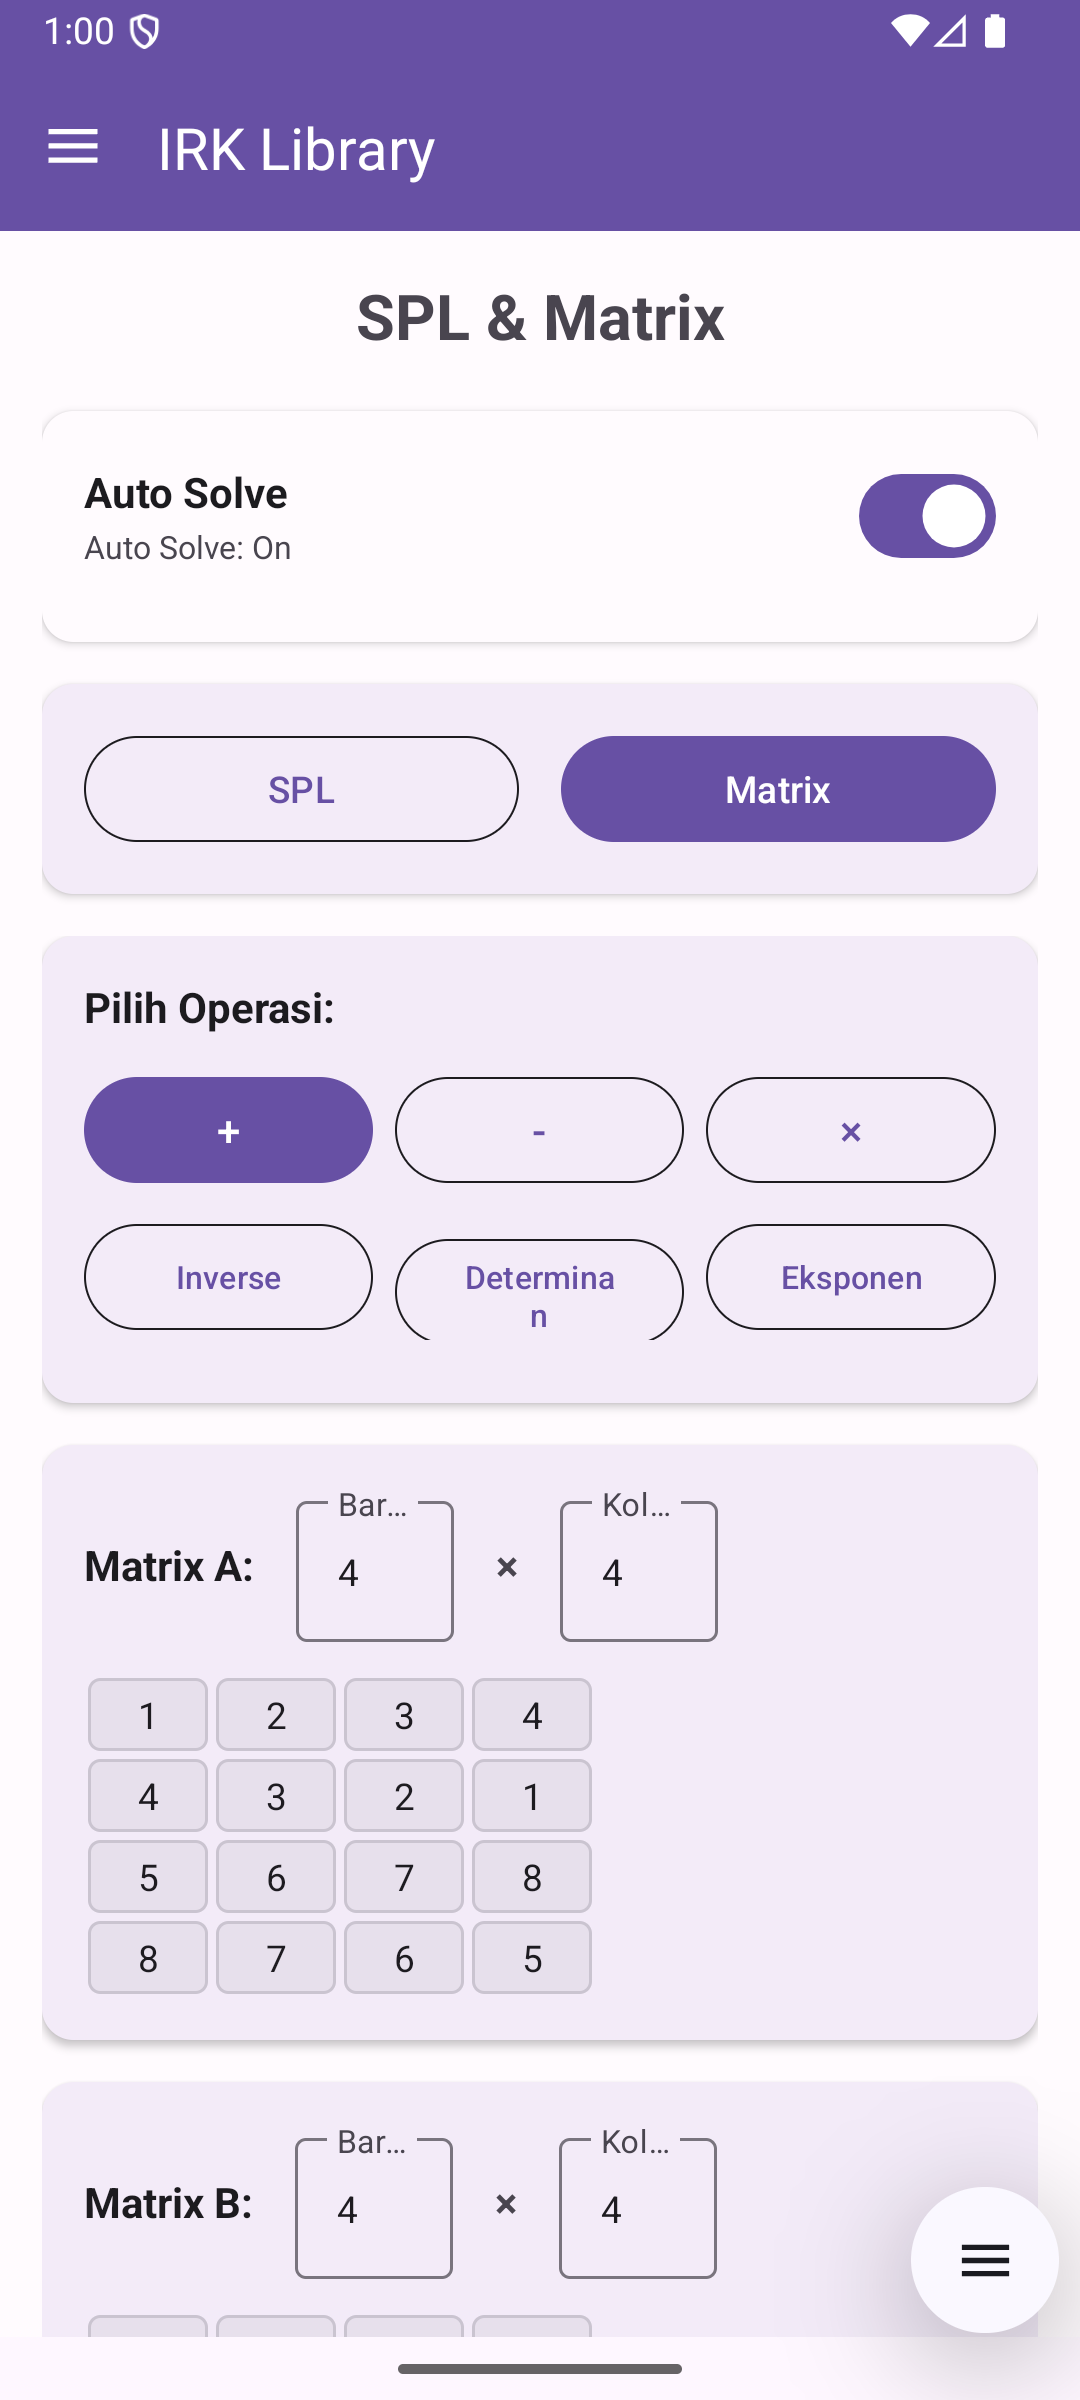 1:00
IRK Library
SPL & Matrix
Auto Solve
Auto Solve: On
SPL Matrix
Pilih Operasi:
+ - ×
Inverse Determina Eksponen
n
Bar... Kol...
Matrix A: 4 × 4
1 2 3 4
4 3 2 1
5 6 7 8
8 7 6 5
Bar... Kol...
Matrix B: 4 × 4